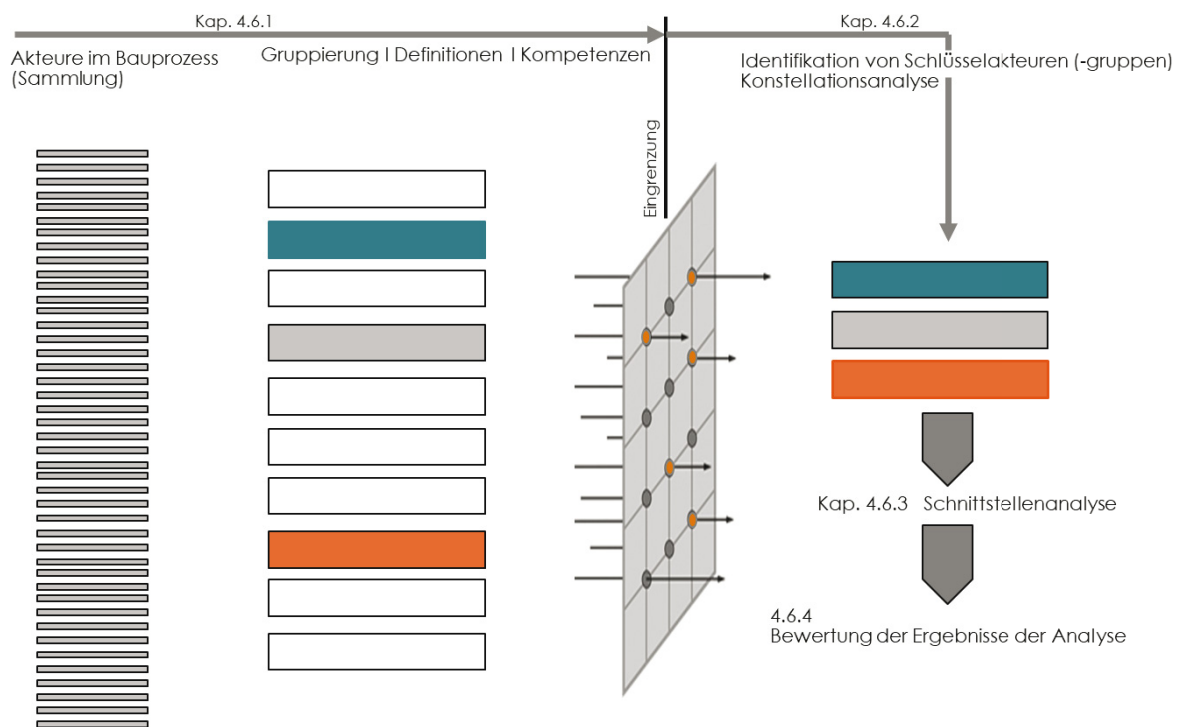 Kap. 4.6.1
Kap. 4.6.2
Akteure im Bauprozess
(Sammlung)
Gruppierung I Definitionen I Kompetenzen
Identifikation von Schlüsselakteuren (-gruppen)
Konstellationsanalyse
Eingrenzung
Kap. 4.6.3 Schnittstellenanalyse
4.6.4
Bewertung der Ergebnisse der Analyse